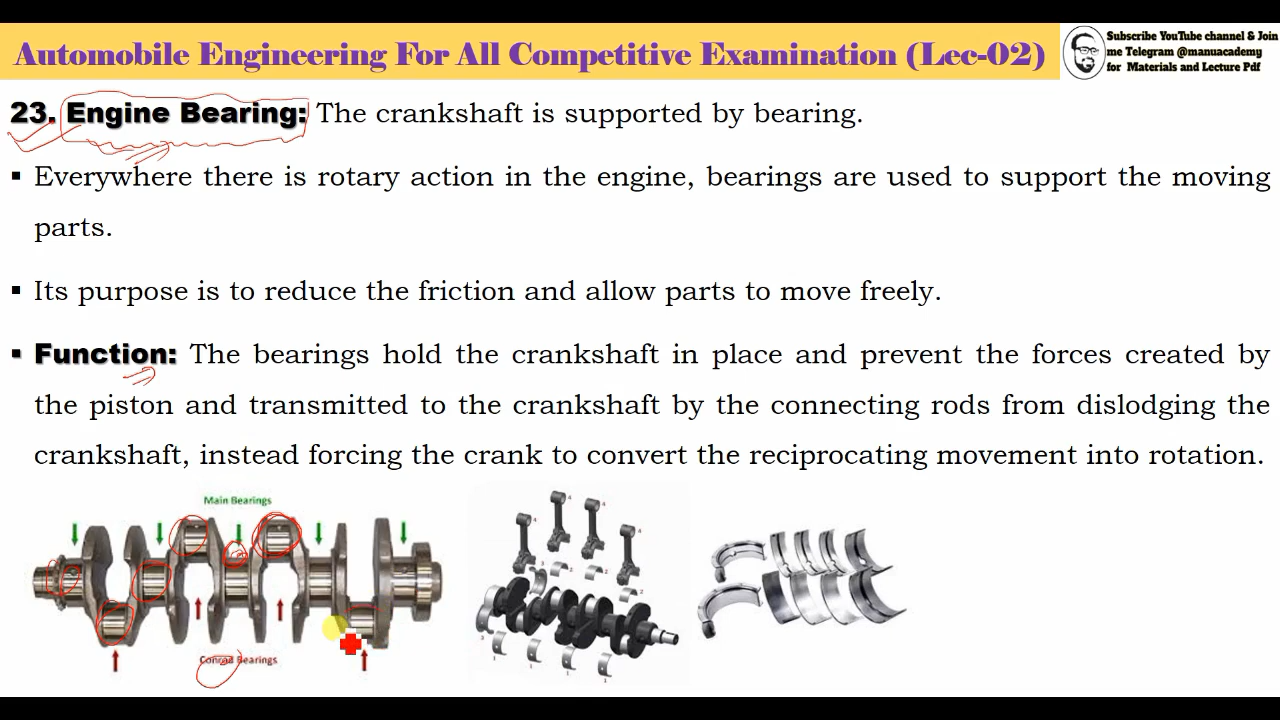 Automobile Engineering For All Competitive Examination (Lec-02)
Subscribe YouTube channel & Join
me Telegram @manuacademy
for Materials and Lecture Pdf
23. Engine Bearing: The crankshaft is supported by bearing.
▪ Everywhere there is rotary action in the engine, bearings are used to support the moving
parts.
▪ Its purpose is to reduce the friction and allow parts to move freely.
▪ Function: The bearings hold the crankshaft in place and prevent the forces created by
the piston and transmitted to the crankshaft by the connecting rods from dislodging the
crankshaft, instead forcing the crank to convert the reciprocating movement into rotation.
Main Bearings
Conrod Bearings